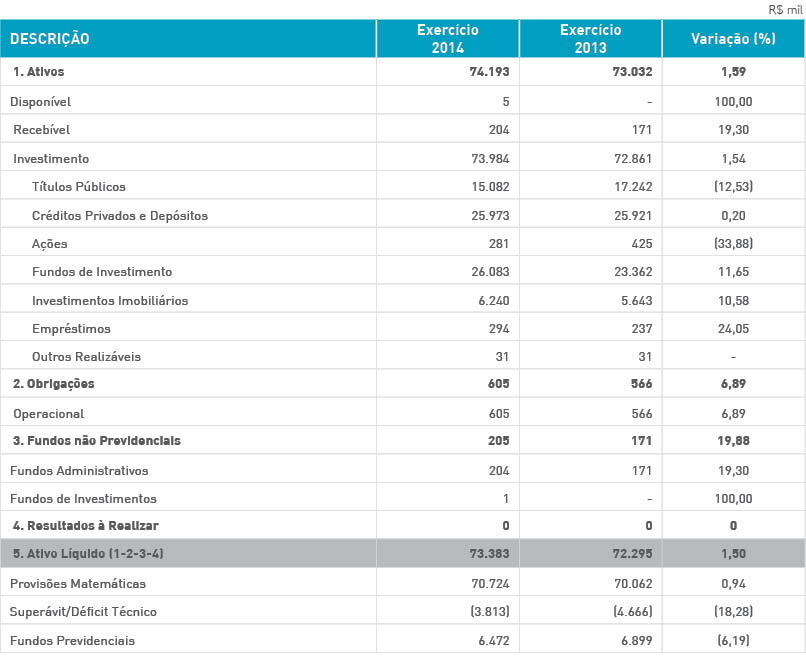 R$ mil
DESCRIÇÃO Exercício 2014 Exercício 2013 Variação (%)
1. Ativos 74.193 73.032 1,59
Disponível 5 - 100,00
Recebível 204 171 19,30
Investimento 73.984 72.861 1,54
Títulos Públicos 15.082 17.242 (12,53)
Créditos Privados e Depósitos 25.973 25.921 0,20
Ações 281 425 (33,88)
Fundos de Investimento 26.083 23.362 11,65
Investimentos Imobiliários 6.240 5.643 10,58
Empréstimos 294 237 24,05
Outros Realizáveis 31 31 -
2. Obrigações 605 566 6,89
Operacional 605 566 6,89
3. Fundos não Previdenciais 205 171 19,88
Fundos Administrativos 204 171 19,30
Fundos de Investimentos 1 - 100,00
4. Resultados à Realizar 0 0 0
5. Ativo Líquido (1-2-3-4) 73.383 72.295 1,50
Provisões Matemáticas 70.724 70.062 0,94
Superávit/Déficit Técnico (3.813) (4.666) (18,28)
Fundos Previdenciais 6.472 6.899 (6,19)